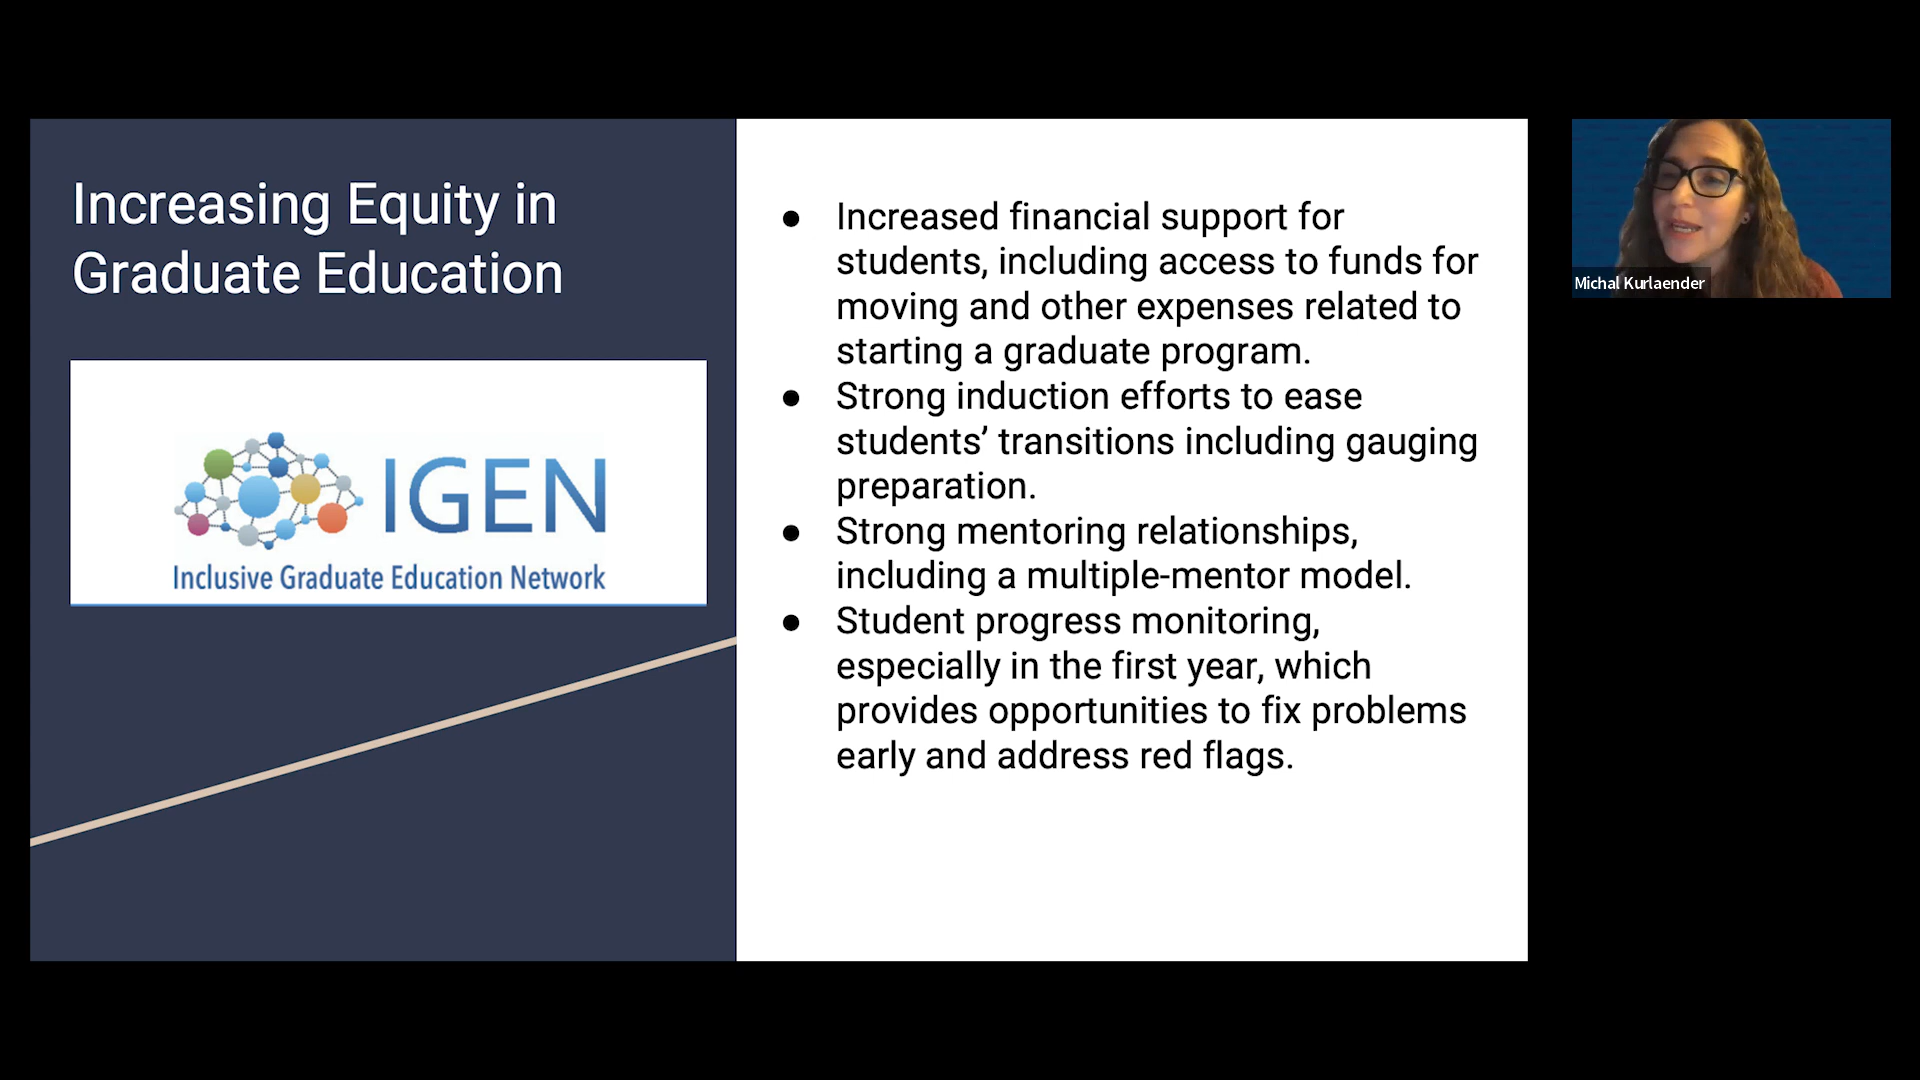 Increasing Equity in
Graduate Education
IGEN
Inclusive Graduate Education Network
● Increased financial support for
students, including access to funds for
moving and other expenses related to
starting a graduate program.
● Strong induction efforts to ease
students’ transitions including gauging
preparation.
● Strong mentoring relationships,
including a multiple-mentor model.
● Student progress monitoring,
especially in the first year, which
provides opportunities to fix problems
early and address red flags.
Michal Kurlaender